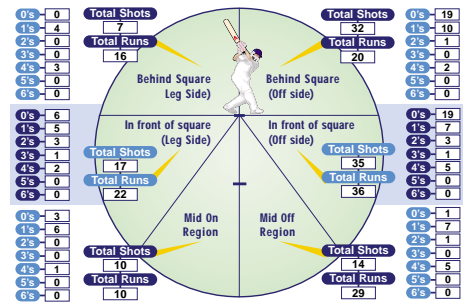 0's 0
1's 4
2's 0
3's 0
4's 3
5's 0
6's 0
Total Shots
7
Total Runs
16
Behind Square
Leg Side)
Total Shots
32
Total Runs
20
Behind Square
(Off side)
0's 19
1's 10
2's 1
3's 0
4's 2
5's 0
6's 0
0's 6
1's 5
2's 3
3's 1
4's 2
5's 0
6's 0
In front of square
(Leg Side)
Total Shots
17
Total Runs
22
In front of square
(Off side)
Total Shots
35
Total Runs
36
0's 19
1's 7
2's 3
3's 1
4's 5
5's 0
6's 0
0's 3
1's 6
2's 0
3's 0
4's 1
5's 0
6's 0
Mid On
Region
Total Shots
10
Total Runs
10
Mid Off
Region
Total Shots
14
Total Runs
29
0's 1
1's 7
2's 1
3's 0
4's 5
5's 0
6's 0